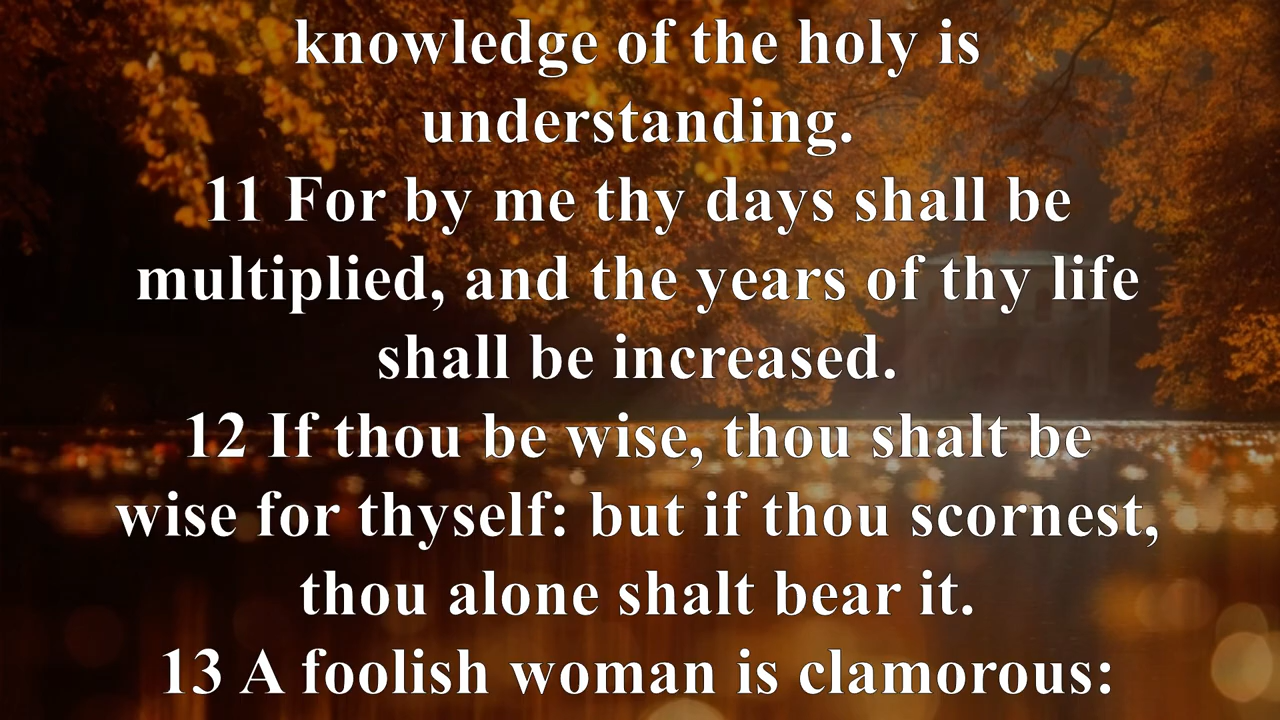 knowledge of the holy is
understanding.
11 For by me thy days shall be
multiplied, and the years of thy life
shall be increased.
12 If thou be wise, thou shalt be
wise for thyself: but if thou scornest,
thou alone shalt bear it.
13 A foolish woman is clamorous: